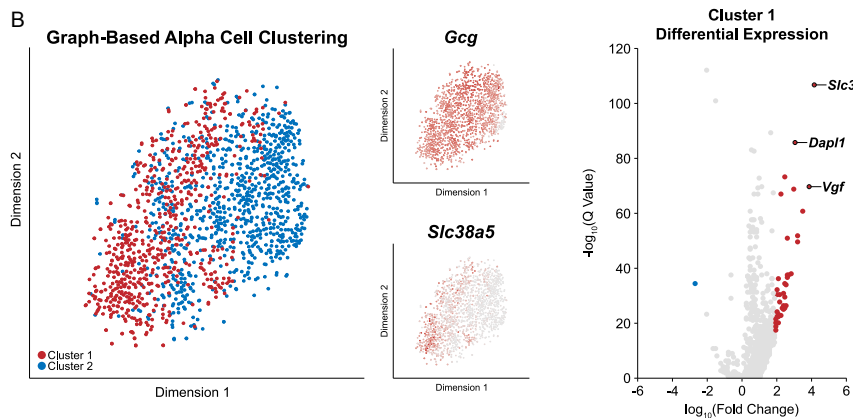 B
Graph-Based Alpha Cell Clustering
Dimension 2
Cluster 1
Cluster 2
Dimension 1
Gcg
Dimension 2
Dimension 1
Slc38a5
Dimension 2
Dimension 1
Cluster 1
Differential Expression
-log10(Q Value)
120
100
80
60
40
20
0
Slc3
Dapl1
Vgf
-6 -4 -2 0 2 4 6
log10(Fold Change)